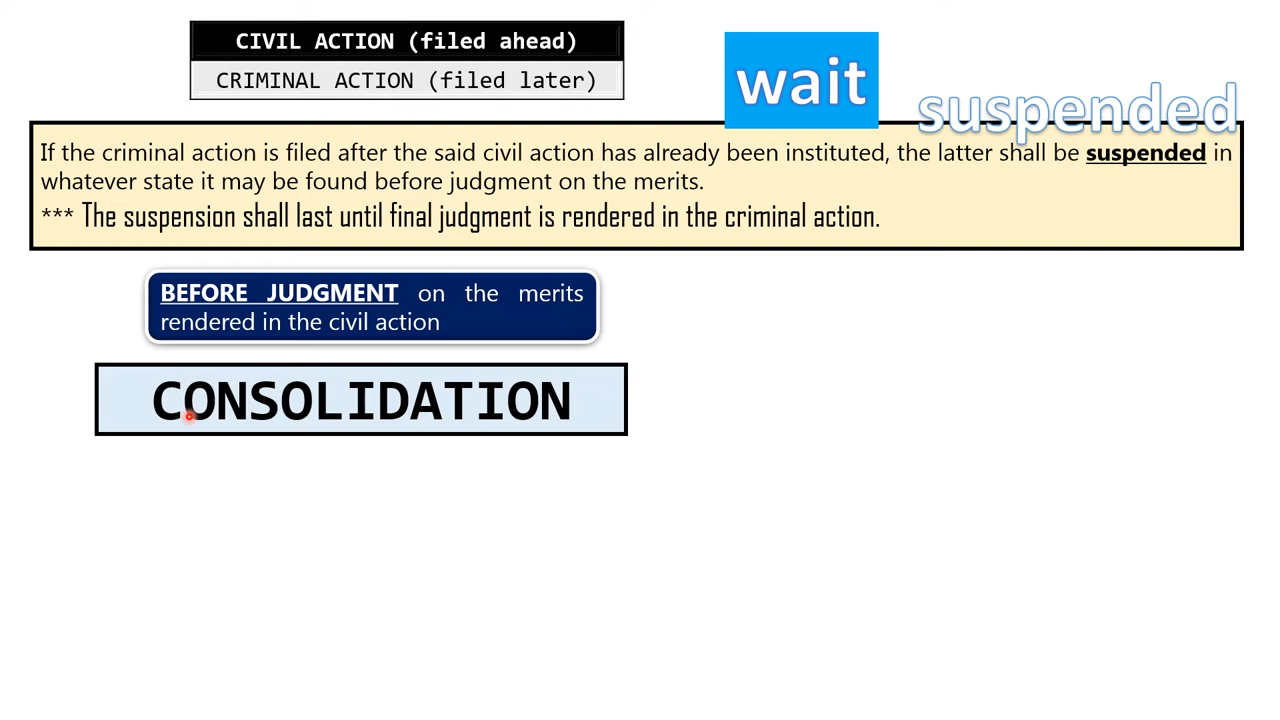 CIVIL ACTION (filed ahead)
CRIMINAL ACTION (filed later)
wait
suspended
If the criminal action is filed after the said civil action has already been instituted, the latter shall be suspended in
whatever state it may be found before judgment on the merits.
*** The suspension shall last until final judgment is rendered in the criminal action.
BEFORE JUDGMENT on the merits
rendered in the civil action
CONSOLIDATION